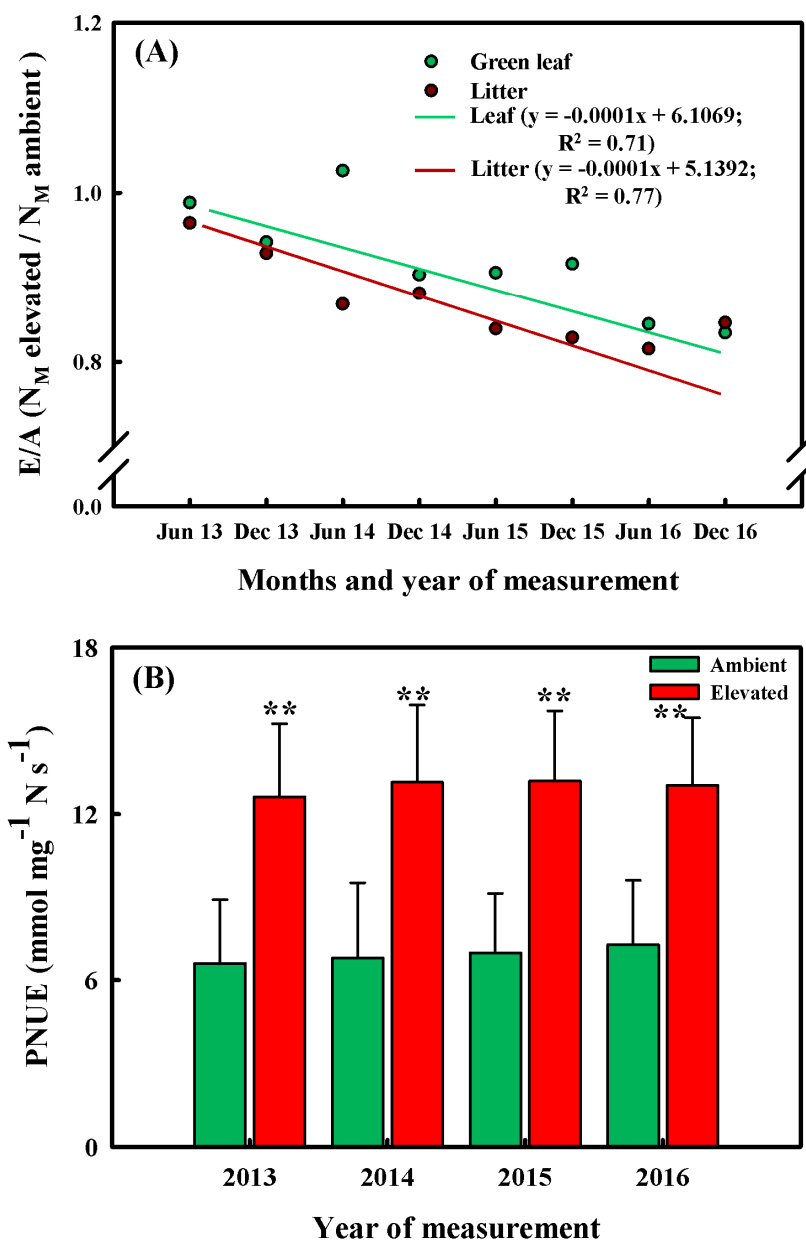 (A)
Green leaf
Litter
Leaf (y = -0.0001x + 6.1069;
R² = 0.71)
Litter (y = -0.0001x + 5.1392;
R² = 0.77)
E/A (N_M elevated / N_M ambient )
1.2
1.0
0.8
0.0
Jun 13 Dec 13 Jun 14 Dec 14 Jun 15 Dec 15 Jun 16 Dec 16
Months and year of measurement
(B)
Ambient
Elevated
** ** ** **
PNUE (mmol mg⁻¹ N s⁻¹)
18
12
6
0
2013 2014 2015 2016
Year of measurement